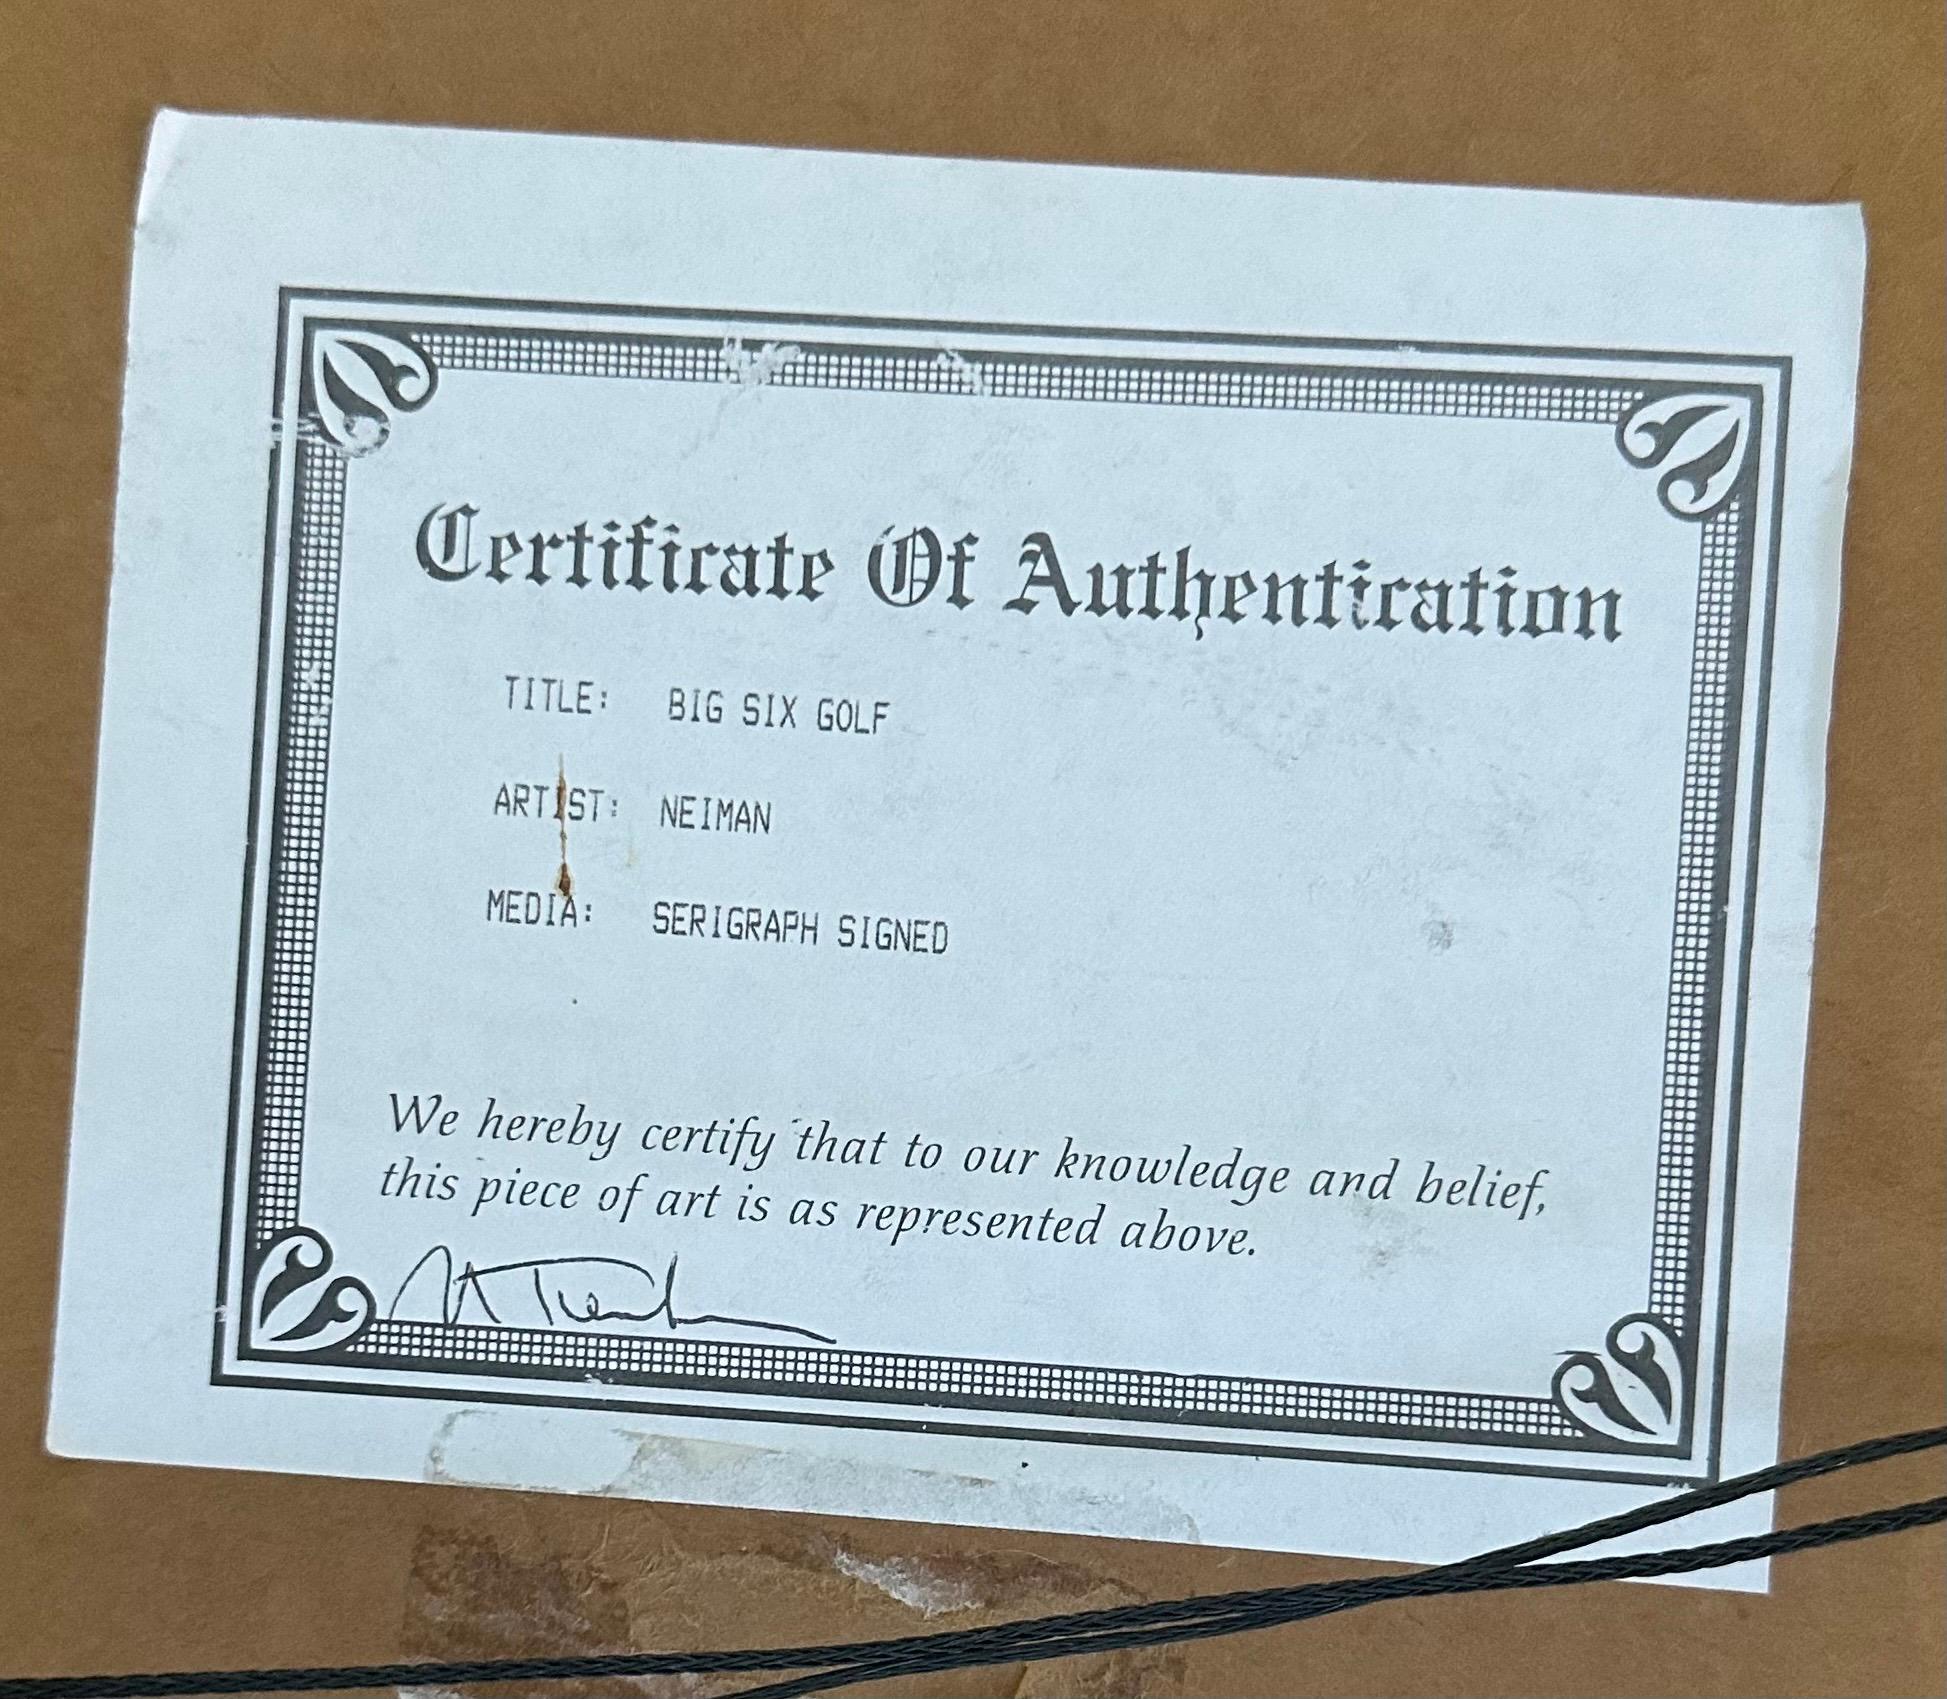 Certificate Of Authentication
TITLE: BIG SIX GOLF
ARTIST: NEIMAN
MEDIA: SERIGRAPH SIGNED
We hereby certify that to our knowledge and belief,
this piece of art is as represented above.